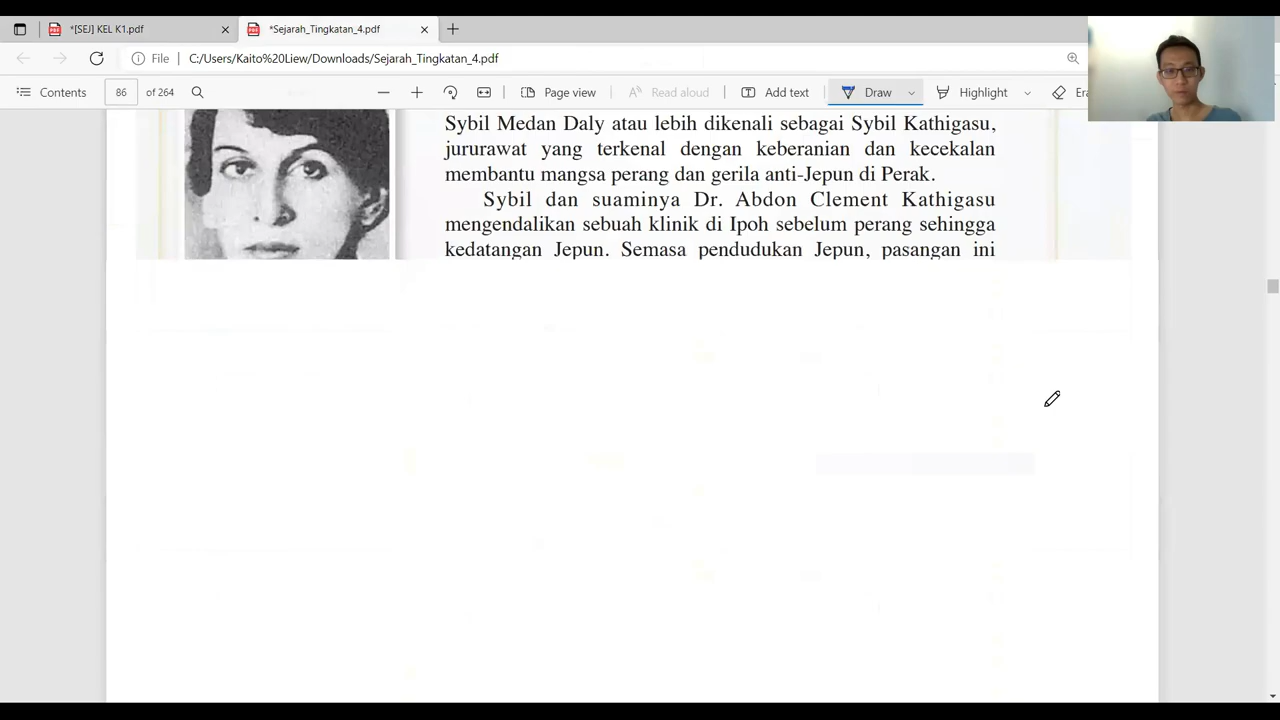 *[SEJ] KEL K1.pdf
*Sejarah_Tingkatan_4.pdf
File
C:/Users/Kaito%20Liew/Downloads/Sejarah_Tingkatan_4.pdf
Contents
86
of 264
Page view
Read aloud
Add text
Draw
Highlight
Era
Sybil Medan Daly atau lebih dikenali sebagai Sybil Kathigasu,
jururawat yang terkenal dengan keberanian dan kecekalan
membantu mangsa perang dan gerila anti-Jepun di Perak.
Sybil dan suaminya Dr. Abdon Clement Kathigasu
mengendalikan sebuah klinik di Ipoh sebelum perang sehingga
kedatangan Jepun. Semasa pendudukan Jepun, pasangan ini